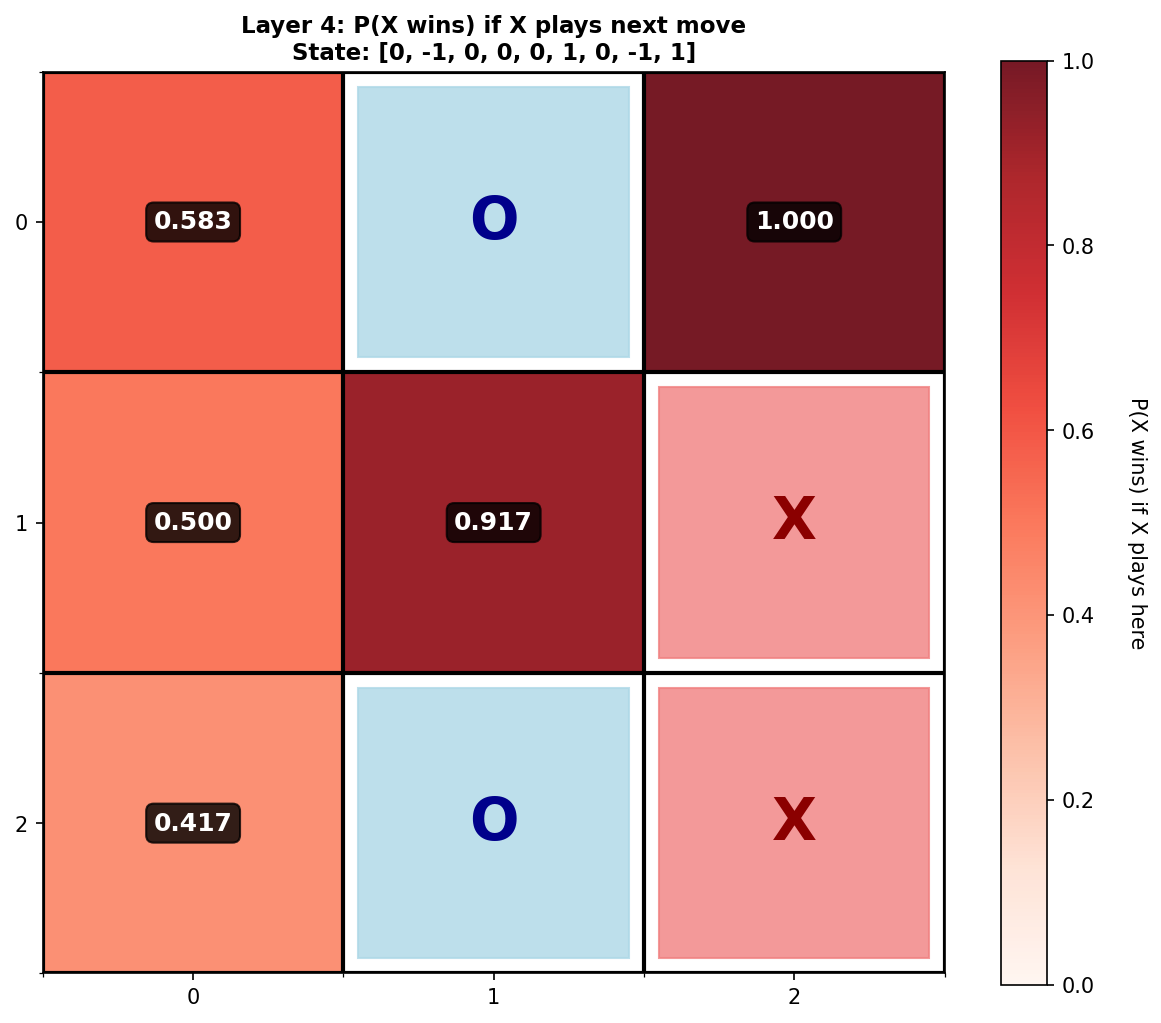 Layer 4: P(X wins) if X plays next move
State: [0, -1, 0, 0, 0, 1, 0, -1, 1]
0
0.583
O
1.000
1
0.500
0.917
X
2
0.417
O
X
0
1
2
1.0
0.8
0.6
0.4
0.2
0.0
P(X wins) if X plays here